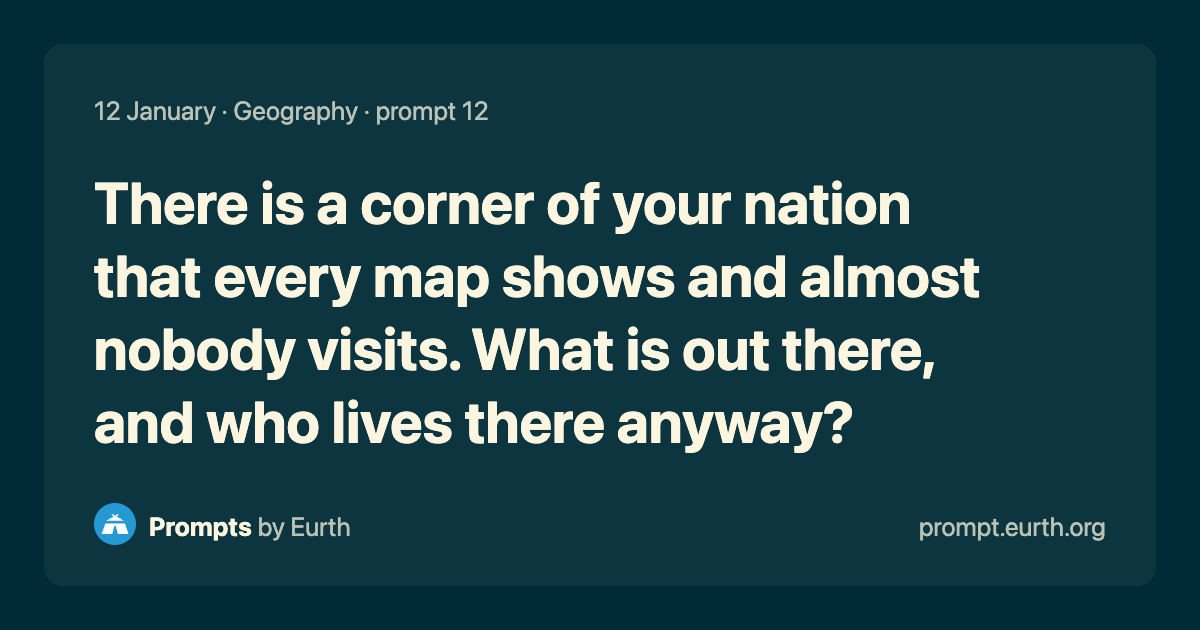 12 January · Geography · prompt 12
There is a corner of your nation
that every map shows and almost
nobody visits. What is out there,
and who lives there anyway?
Prompts by Eurth
prompt.eurth.org